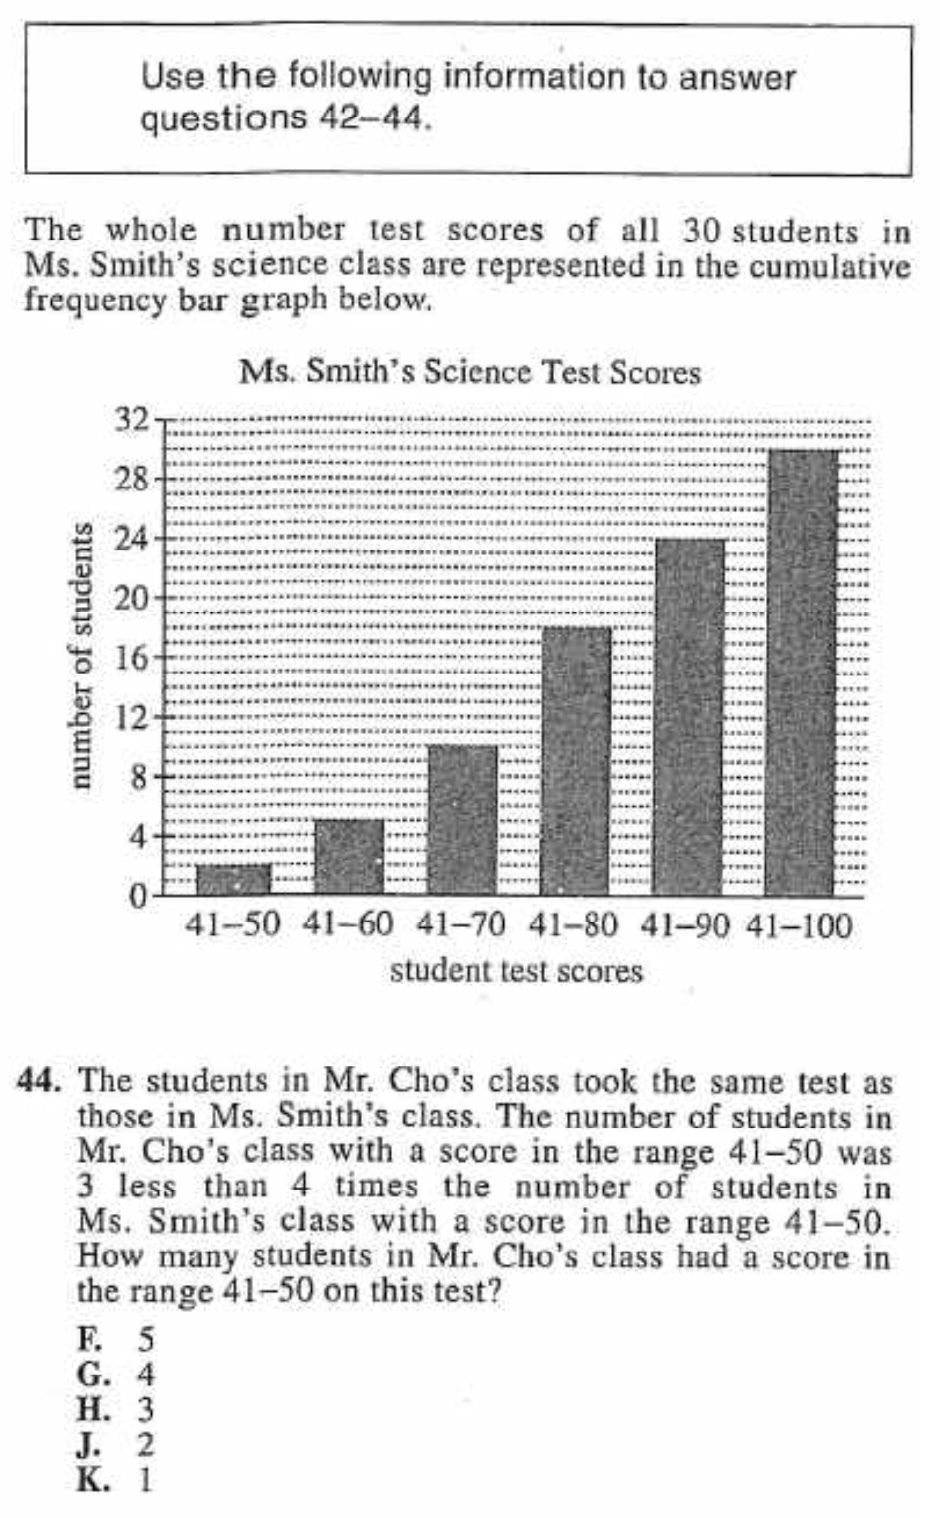 Use the following information to answer
questions 42–44.
The whole number test scores of all 30 students in
Ms. Smith's science class are represented in the cumulative
frequency bar graph below.
Ms. Smith's Science Test Scores
32
28
24
20
16
12
8
4
0
number of students
41–50 41–60 41–70 41–80 41–90 41–100
student test scores
44. The students in Mr. Cho's class took the same test as
those in Ms. Smith's class. The number of students in
Mr. Cho's class with a score in the range 41–50 was
3 less than 4 times the number of students in
Ms. Smith's class with a score in the range 41–50.
How many students in Mr. Cho's class had a score in
the range 41–50 on this test?
F. 5
G. 4
H. 3
J. 2
K. 1